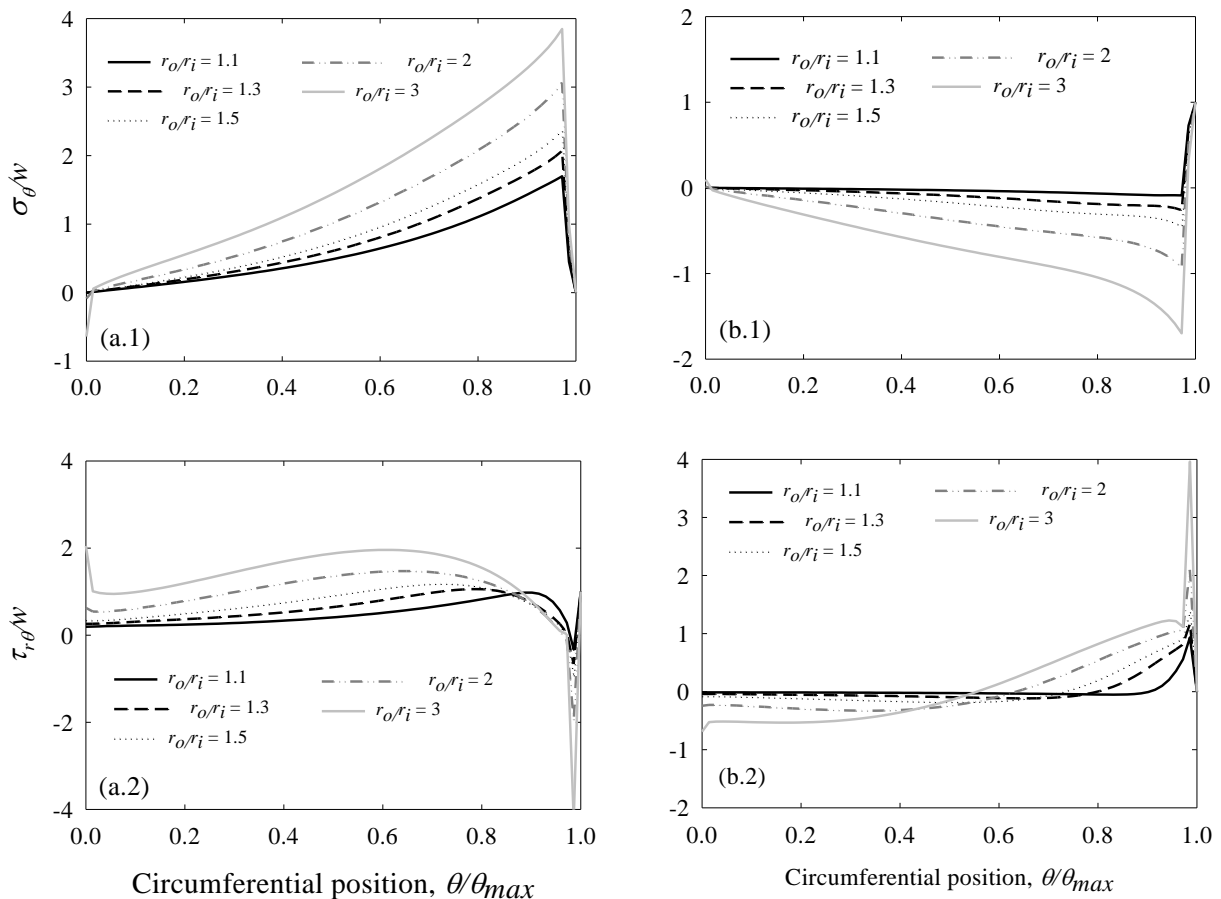 σθ/w
4
3
2
1
0
-1
ro/ri = 1.1
ro/ri = 2
ro/ri = 1.3
ro/ri = 3
ro/ri = 1.5
(a.1)
0.0 0.2 0.4 0.6 0.8 1.0
2
1
0
-1
-2
ro/ri = 1.1
ro/ri = 2
ro/ri = 1.3
ro/ri = 3
ro/ri = 1.5
(b.1)
0.0 0.2 0.4 0.6 0.8 1.0
τrθ/w
4
2
0
-2
-4
ro/ri = 1.1
ro/ri = 2
ro/ri = 1.3
ro/ri = 3
ro/ri = 1.5
(a.2)
0.0 0.2 0.4 0.6 0.8 1.0
Circumferential position, θ/θmax
4
3
2
1
0
-1
-2
ro/ri = 1.1
ro/ri = 2
ro/ri = 1.3
ro/ri = 3
ro/ri = 1.5
(b.2)
0.0 0.2 0.4 0.6 0.8 1.0
Circumferential position, θ/θmax